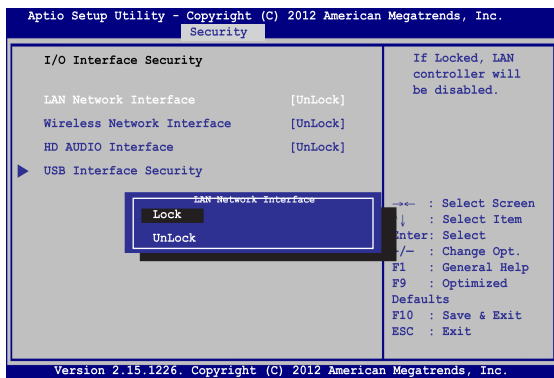 Aptio Setup Utility - Copyright (C) 2012 American Megatrends, Inc.
Security
I/O Interface Security
LAN Network Interface [UnLock]
Wireless Network Interface [UnLock]
HD AUDIO Interface [UnLock]
USB Interface Security
If Locked, LAN
controller will
be disabled.
LAN Network Interface
Lock
UnLock
→← : Select Screen
↓ : Select Item
Enter: Select
/— : Change Opt.
F1 : General Help
F9 : Optimized
Defaults
F10 : Save & Exit
ESC : Exit
Version 2.15.1226. Copyright (C) 2012 American Megatrends, Inc.